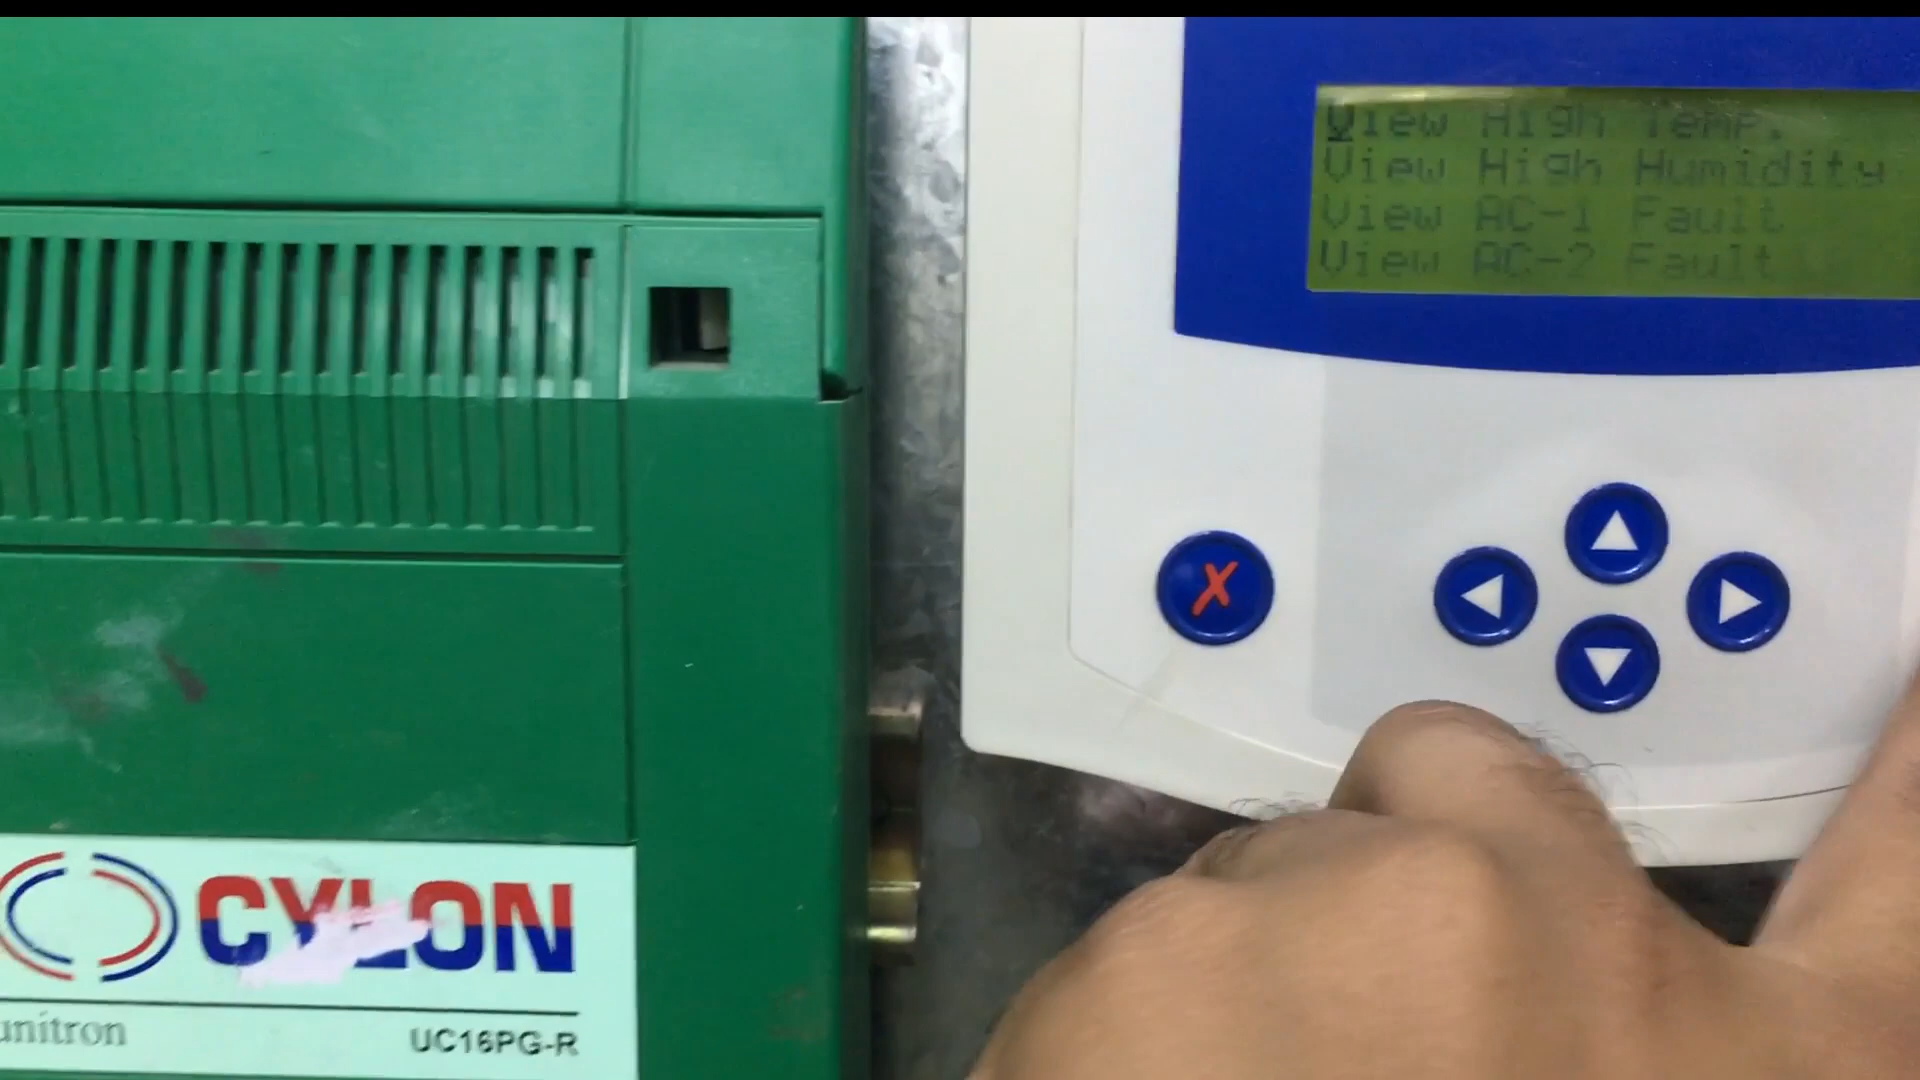 View High Temp.
View High Humidity
View AC-1 Fault
View AC-2 Fault
X
CYLON
unitron
UC16PG-R